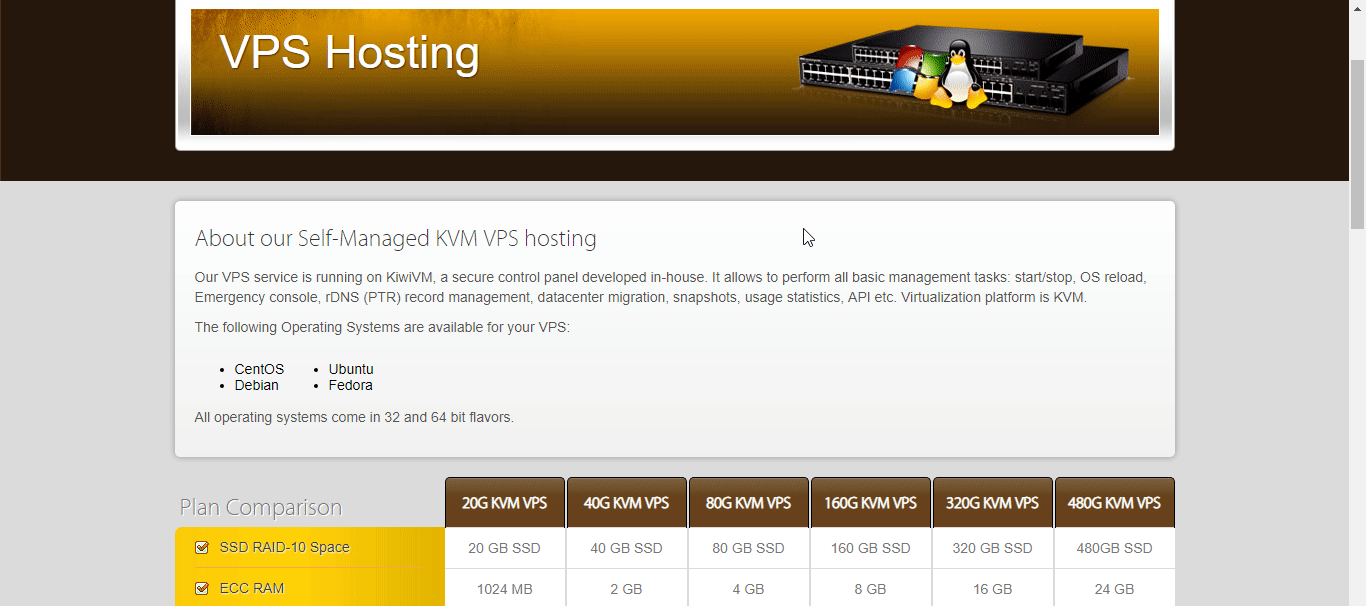 VPS Hosting
About our Self-Managed KVM VPS hosting
Our VPS service is running on KiwiVM, a secure control panel developed in-house. It allows to perform all basic management tasks: start/stop, OS reload,
Emergency console, rDNS (PTR) record management, datacenter migration, snapshots, usage statistics, API etc. Virtualization platform is KVM.
The following Operating Systems are available for your VPS:
CentOS Ubuntu
Debian Fedora
All operating systems come in 32 and 64 bit flavors.
Plan Comparison 20G KVM VPS 40G KVM VPS 80G KVM VPS 160G KVM VPS 320G KVM VPS 480G KVM VPS
SSD RAID-10 Space 20 GB SSD 40 GB SSD 80 GB SSD 160 GB SSD 320 GB SSD 480GB SSD
ECC RAM 1024 MB 2 GB 4 GB 8 GB 16 GB 24 GB